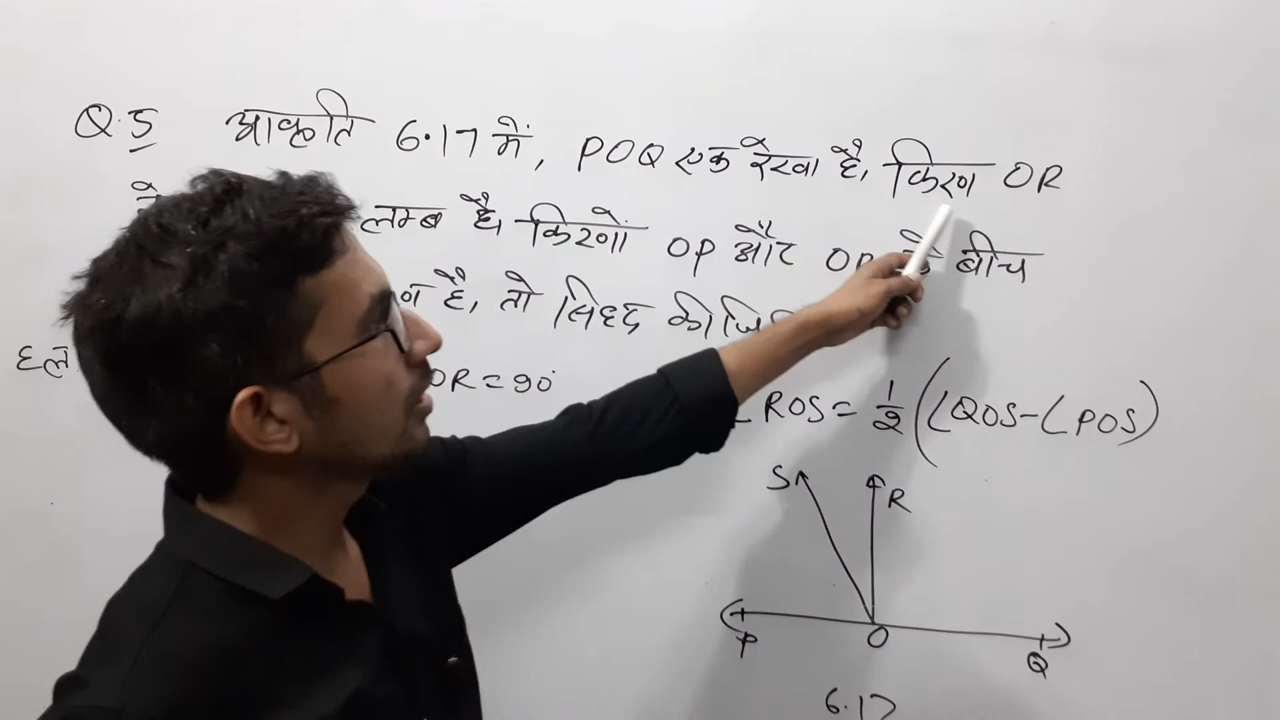 Q.5 आकृति 6.17 में, POQ एक रेखा है, किरण OR
लम्ब है, किरणों OP और OR के बीच
है, तो सिध्द
हल
OR = 90°
∠ROS = 1/2 (∠QOS - ∠POS)
S
R
P
O
Q
6.17